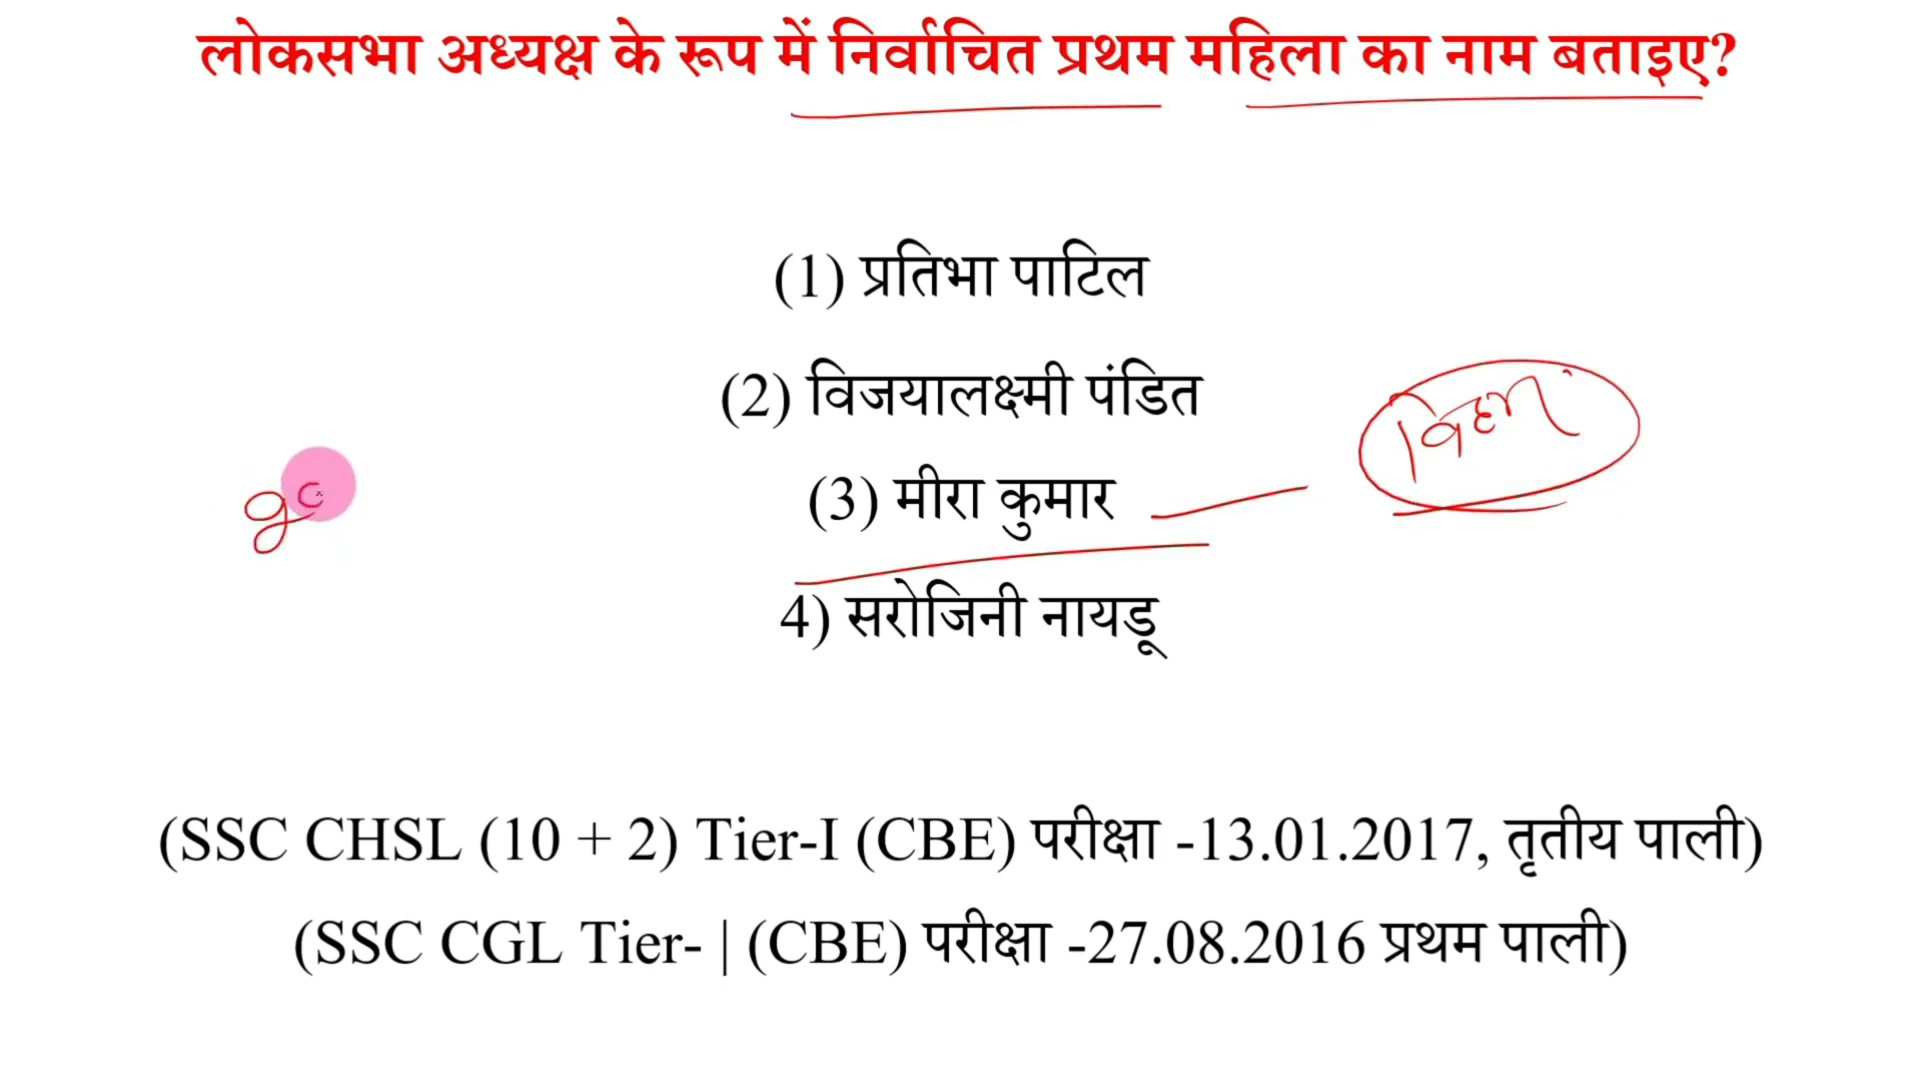 लोकसभा अध्यक्ष के रूप में निर्वाचित प्रथम महिला का नाम बताइए?
(1) प्रतिभा पाटिल
(2) विजयालक्ष्मी पंडित
(3) मीरा कुमार
4) सरोजिनी नायडू
(SSC CHSL (10 + 2) Tier-I (CBE) परीक्षा -13.01.2017, तृतीय पाली)
(SSC CGL Tier- | (CBE) परीक्षा -27.08.2016 प्रथम पाली)